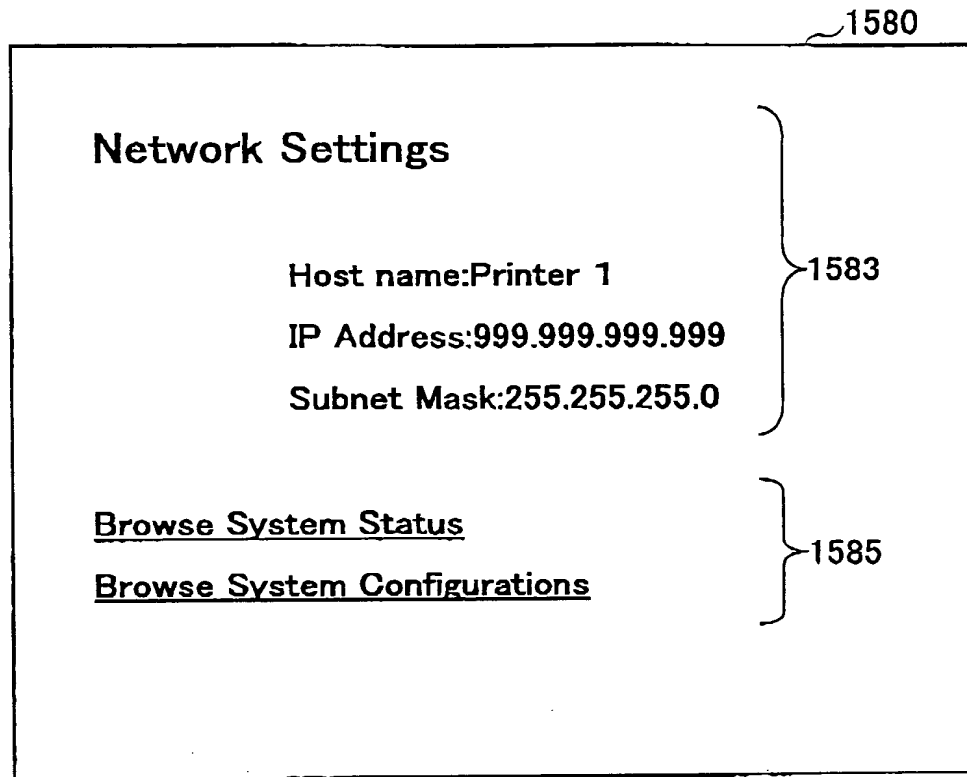 1580
Network Settings
Host name:Printer 1
IP Address:999.999.999.999
1583
Subnet Mask:255.255.255.0
Browse System Status
1585
Browse System Configurations